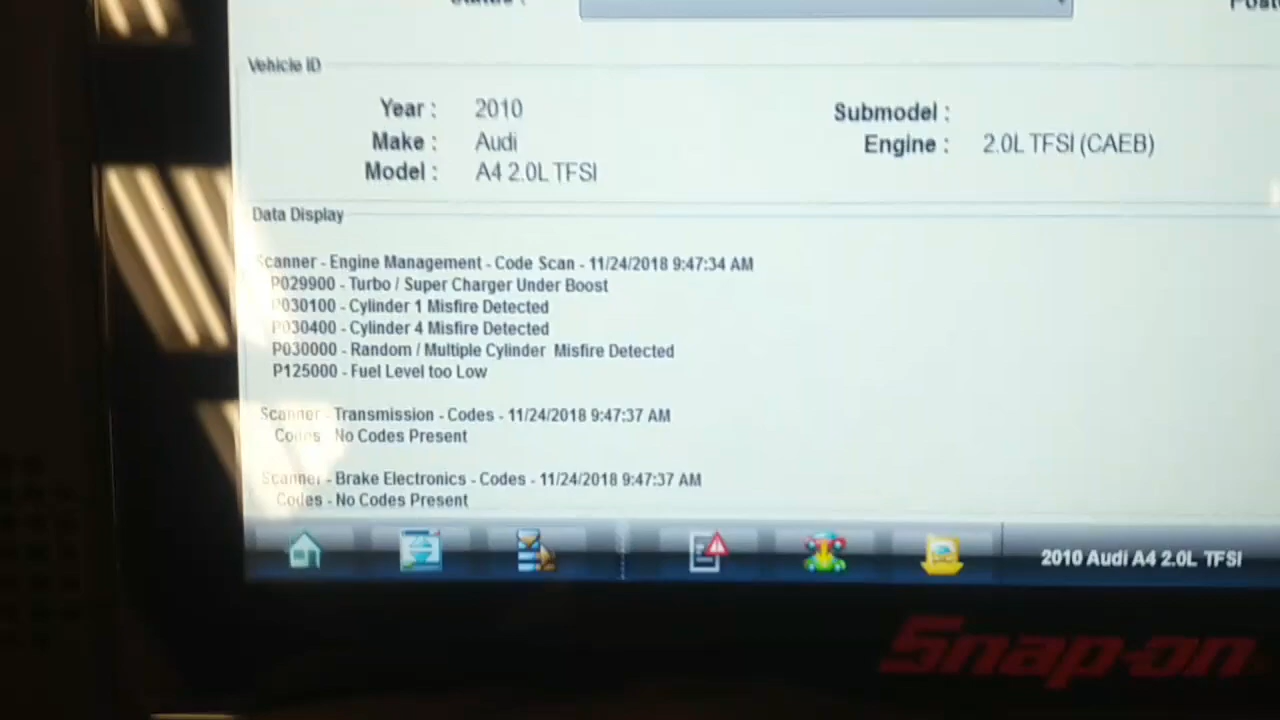 Vehicle ID
Year : 2010
Submodel :
Make : Audi
Engine : 2.0L TFSI (CAEB)
Model : A4 2.0L TFSI
Data Display
Scanner - Engine Management - Code Scan - 11/24/2018 9:47:34 AM
P029900 - Turbo / Super Charger Under Boost
P030100 - Cylinder 1 Misfire Detected
P030400 - Cylinder 4 Misfire Detected
P030000 - Random / Multiple Cylinder Misfire Detected
P125000 - Fuel Level too Low
Scanner - Transmission - Codes - 11/24/2018 9:47:37 AM
Codes - No Codes Present
Scanner - Brake Electronics - Codes - 11/24/2018 9:47:37 AM
Codes - No Codes Present
2010 Audi A4 2.0L TFSI
Snap-on